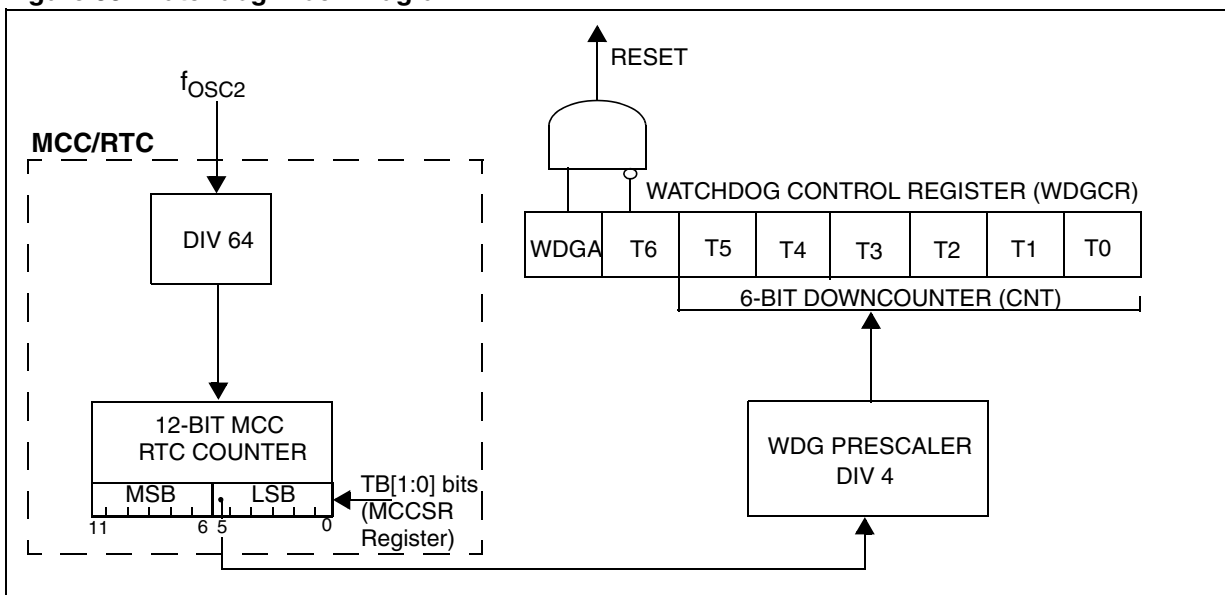 RESET
fOSC2
MCC/RTC
DIV 64
WATCHDOG CONTROL REGISTER (WDGCR)
WDGA T6 T5 T4 T3 T2 T1 T0
6-BIT DOWNCOUNTER (CNT)
12-BIT MCC
RTC COUNTER
MSB LSB
11 6 5 0
TB[1:0] bits
(MCCSR
Register)
WDG PRESCALER
DIV 4